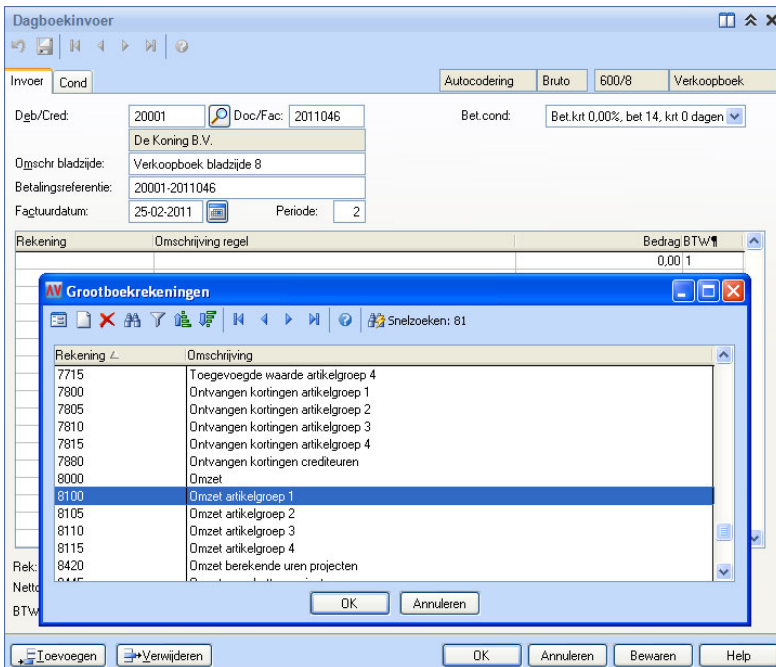 Dagboekinvoer
Invoer Cond Autocodering Bruto 600/8 Verkoopboek
Deb/Cred: 20001 Doc/Fac: 2011046 Bet.cond: Bet.krt 0,00%, bet 14, krt 0 dagen
De Koning B.V.
Omschr bladzijde: Verkoopboek bladzijde 8
Betalingsreferentie: 20001-2011046
Factuurdatum: 25-02-2011 Periode: 2
Rekening Omschrijving regel Bedrag BTW¶
0,00 1
AV Grootboekrekeningen
Snelzoeken: 81
Rekening Omschrijving
7715 Toegevoegde waarde artikelgroep 4
7800 Ontvangen kortingen artikelgroep 1
7805 Ontvangen kortingen artikelgroep 2
7810 Ontvangen kortingen artikelgroep 3
7815 Ontvangen kortingen artikelgroep 4
7880 Ontvangen kortingen crediteuren
8000 Omzet
8100 Omzet artikelgroep 1
8105 Omzet artikelgroep 2
8110 Omzet artikelgroep 3
8115 Omzet artikelgroep 4
8420 Omzet berekende uren projecten
OK Annuleren
Rek:
Netto
BTW
Toevoegen Verwijderen OK Annuleren Bewaren Help